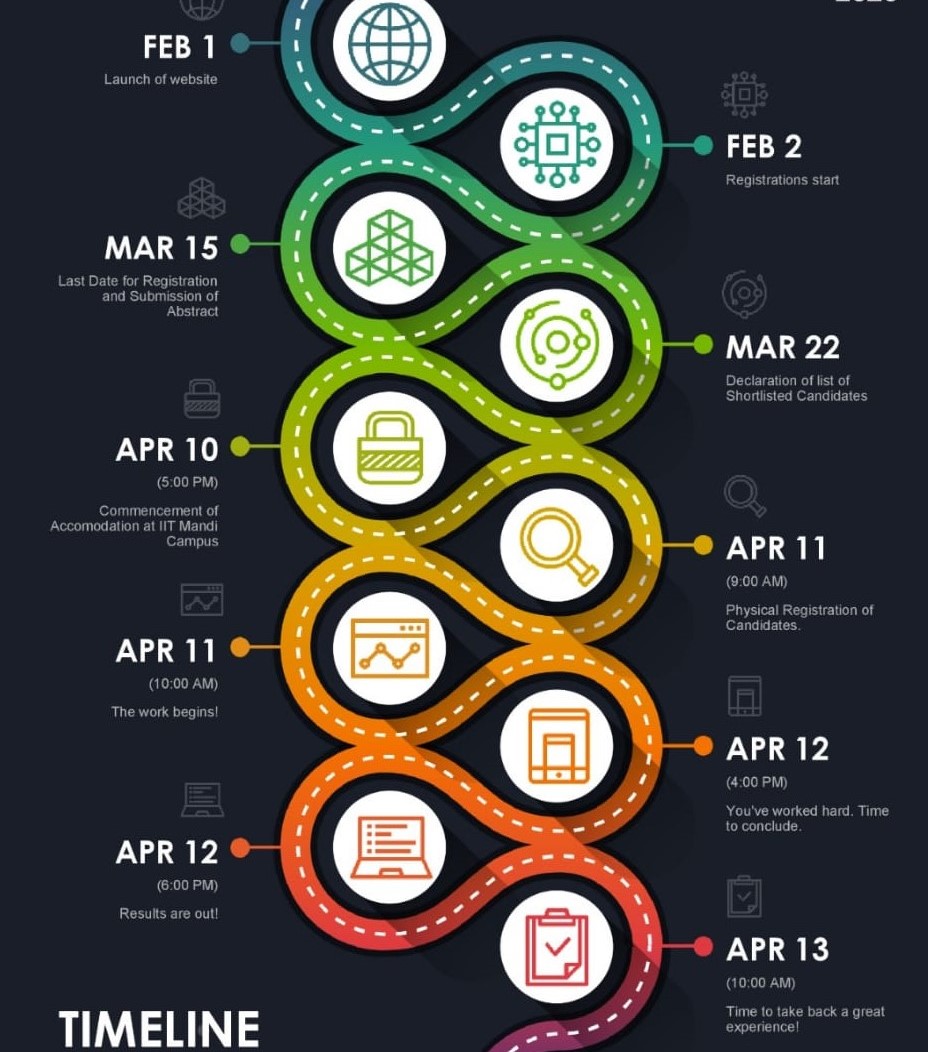 FEB 1
Launch of website
FEB 2
Registrations start
MAR 15
Last Date for Registration
and Submission of
Abstract
MAR 22
Declaration of list of
Shortlisted Candidates
APR 10
(5:00 PM)
Commencement of
Accomodation at IIT Mandi
Campus
APR 11
(9:00 AM)
Physical Registration of
Candidates.
APR 11
(10:00 AM)
The work begins!
APR 12
(4:00 PM)
You've worked hard. Time
to conclude.
APR 12
(6:00 PM)
Results are out!
APR 13
(10:00 AM)
Time to take back a great
experience!
TIMELINE